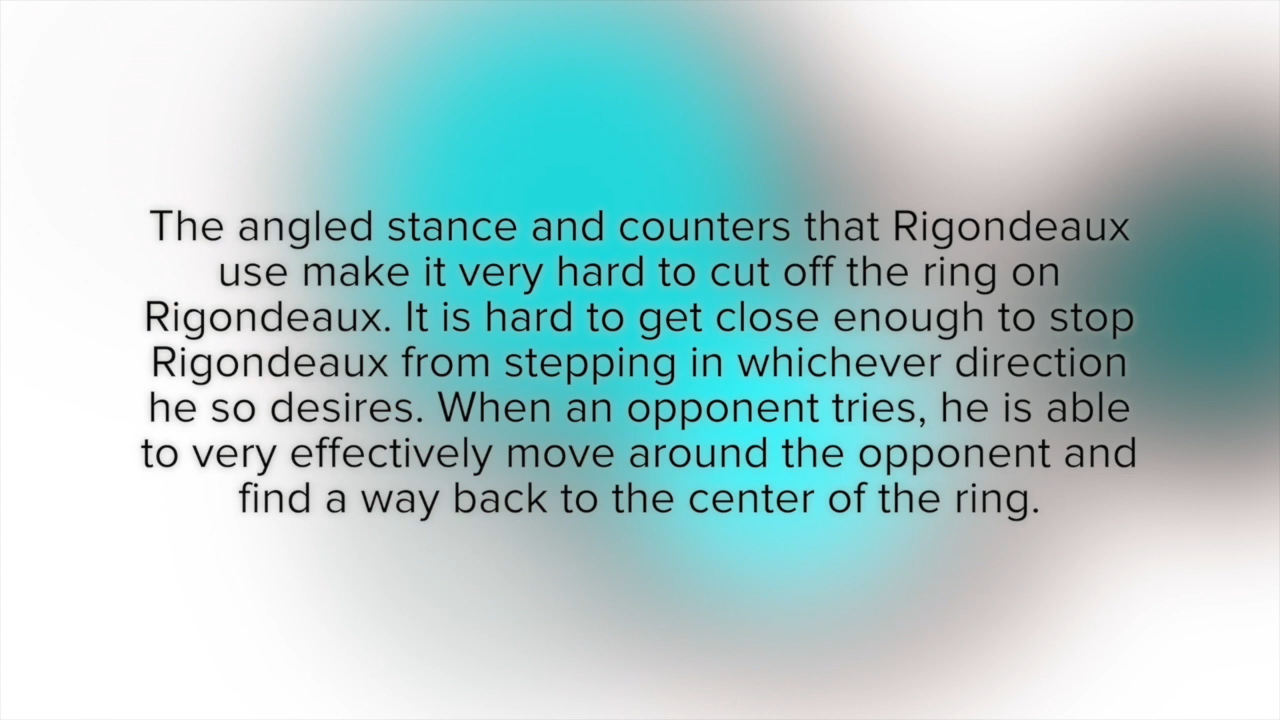 The angled stance and counters that Rigondeaux
use make it very hard to cut off the ring on
Rigondeaux. It is hard to get close enough to stop
Rigondeaux from stepping in whichever direction
he so desires. When an opponent tries, he is able
to very effectively move around the opponent and
find a way back to the center of the ring.